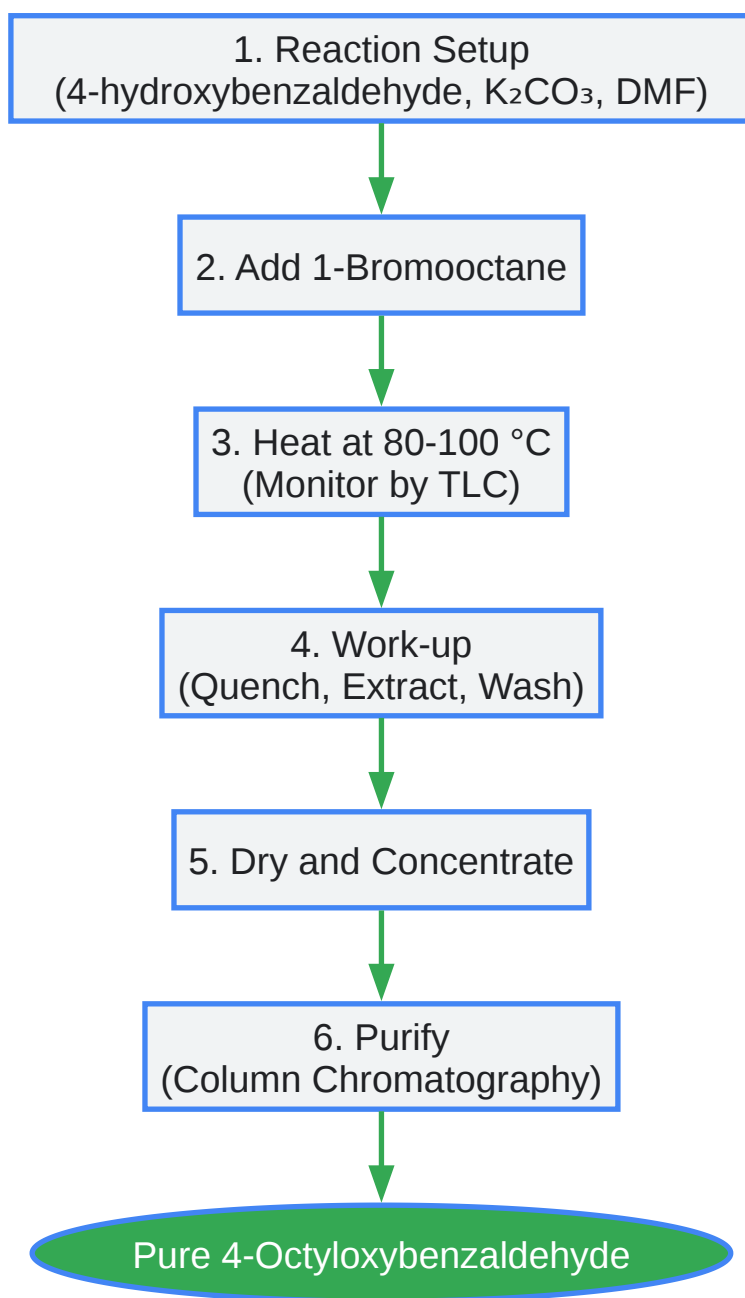 1. Reaction Setup
(4-hydroxybenzaldehyde, K₂CO₃, DMF)
2. Add 1-Bromooctane
3. Heat at 80-100 °C
(Monitor by TLC)
4. Work-up
(Quench, Extract, Wash)
5. Dry and Concentrate
6. Purify
(Column Chromatography)
Pure 4-Octyloxybenzaldehyde